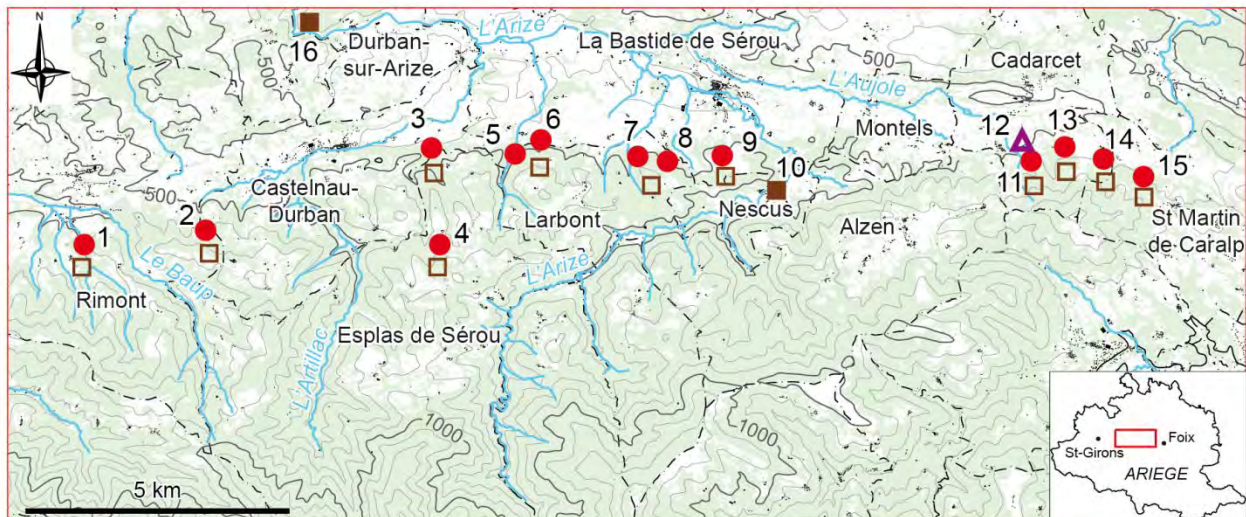 N
16
Durban-
sur-Arize
L'Arize
La Bastide de Sérou
500
L'Aujole
500
Cadarcet
3
5
6
7
8
9
10
Montels
12
13
14
15
11
500
Castelnau-
Durban
2
1
Le Baup
Rimont
4
Larbont
L'Arize
Nescus
Alzen
St Martin
de Caralp
L'Artillac
Esplas de Sérou
1000
1000
5 km
St-Girons
Foix
ARIEGE